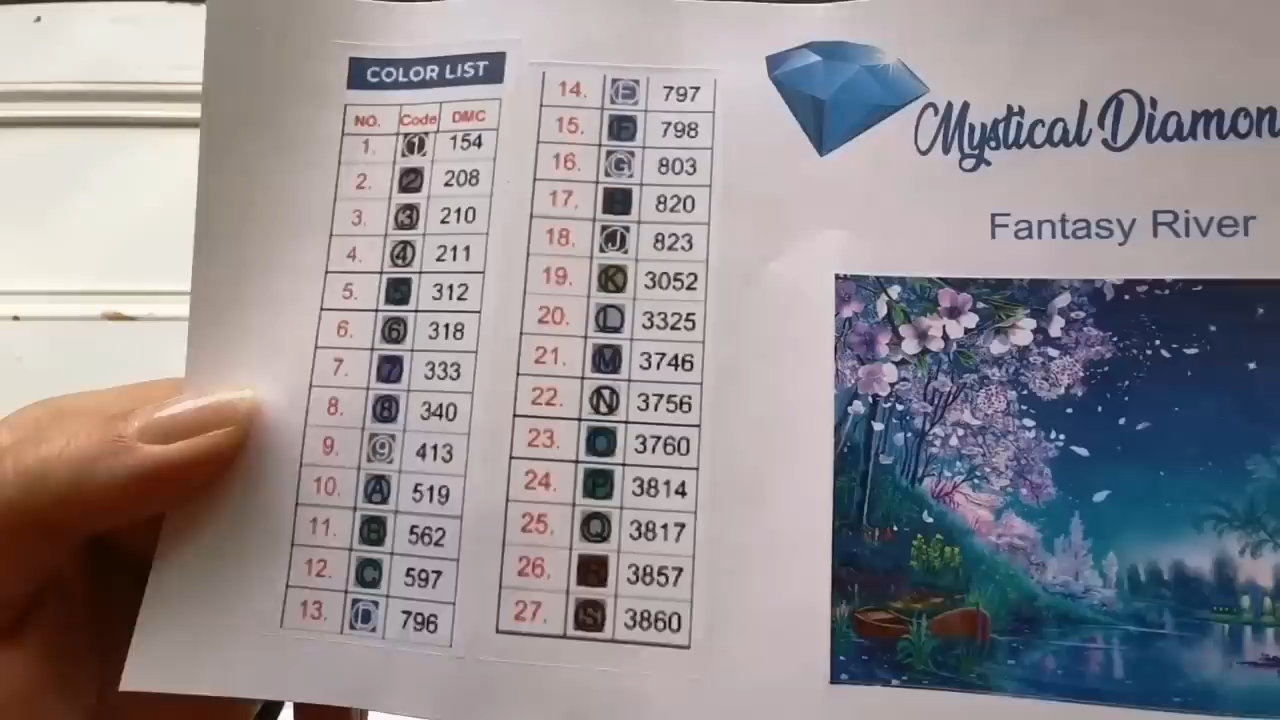 COLOR LIST
NO. Code DMC
1. 1 154
2. 2 208
3. 3 210
4. 4 211
5. 5 312
6. 6 318
7. 7 333
8. 8 340
9. 9 413
10. A 519
11. B 562
12. C 597
13. D 796
14. E 797
15. F 798
16. G 803
17. H 820
18. J 823
19. K 3052
20. L 3325
21. M 3746
22. N 3756
23. O 3760
24. P 3814
25. Q 3817
26. R 3857
27. S 3860
Mystical Diamon
Fantasy River